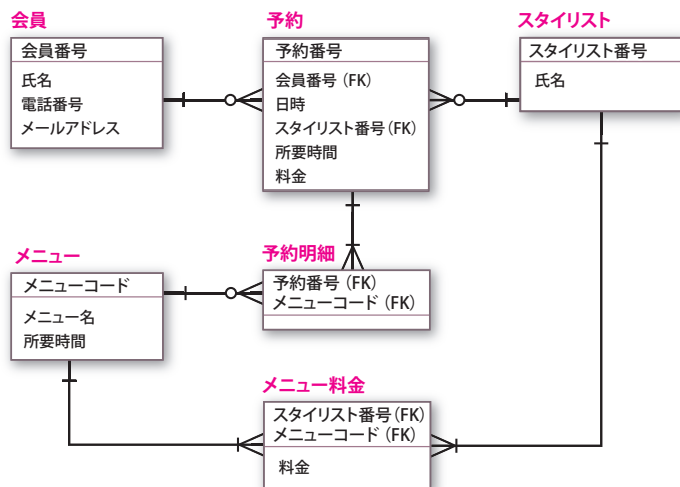 会員
会員番号
氏名
電話番号
メールアドレス
予約
予約番号
会員番号 (FK)
日時
スタイリスト番号(FK)
所要時間
料金
スタイリスト
スタイリスト番号
氏名
メニュー
メニューコード
メニュー名
所要時間
予約明細
予約番号 (FK)
メニューコード (FK)
メニュー料金
スタイリスト番号(FK)
メニューコード (FK)
料金